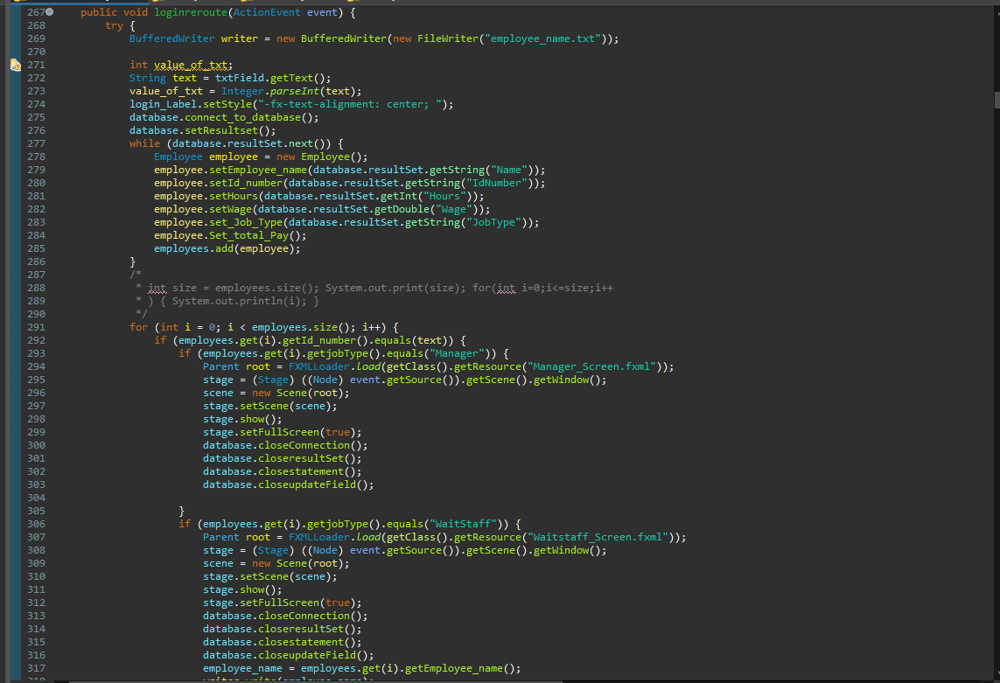 267 public void loginreroute(ActionEvent event) {
268 try {
269 BufferedWriter writer = new BufferedWriter(new FileWriter("employee_name.txt"));
270
271 int value_of_txt;
272 String text = txtField.getText();
273 value_of_txt = Integer.parseInt(text);
274 login_Label.setStyle("-fx-text-alignment: center; ");
275 database.connect_to_database();
276 database.setResultset();
277 while (database.resultSet.next()) {
278 Employee employee = new Employee();
279 employee.setEmployee_name(database.resultSet.getString("Name"));
280 employee.setId_number(database.resultSet.getString("IdNumber"));
281 employee.setHours(database.resultSet.getInt("Hours"));
282 employee.setWage(database.resultSet.getDouble("Wage"));
283 employee.set_Job_Type(database.resultSet.getString("JobType"));
284 employee.Set_total_Pay();
285 employees.add(employee);
286 }
287 /*
288 * int size = employees.size(); System.out.print(size); for(int i=0;i<=size;i++
289 * ) { System.out.println(i); }
290 */
291 for (int i = 0; i < employees.size(); i++) {
292 if (employees.get(i).getId_number().equals(text)) {
293 if (employees.get(i).getjobType().equals("Manager")) {
294 Parent root = FXMLLoader.load(getClass().getResource("Manager_Screen.fxml"));
295 stage = (Stage) ((Node) event.getSource()).getScene().getWindow();
296 scene = new Scene(root);
297 stage.setScene(scene);
298 stage.show();
299 stage.setFullScreen(true);
300 database.closeConnection();
301 database.closeresultSet();
302 database.closestatement();
303 database.closeupdateField();
304
305 }
306 if (employees.get(i).getjobType().equals("WaitStaff")) {
307 Parent root = FXMLLoader.load(getClass().getResource("Waitstaff_Screen.fxml"));
308 stage = (Stage) ((Node) event.getSource()).getScene().getWindow();
309 scene = new Scene(root);
310 stage.setScene(scene);
311 stage.show();
312 stage.setFullScreen(true);
313 database.closeConnection();
314 database.closeresultSet();
315 database.closestatement();
316 database.closeupdateField();
317 employee_name = employees.get(i).getEmployee_name();